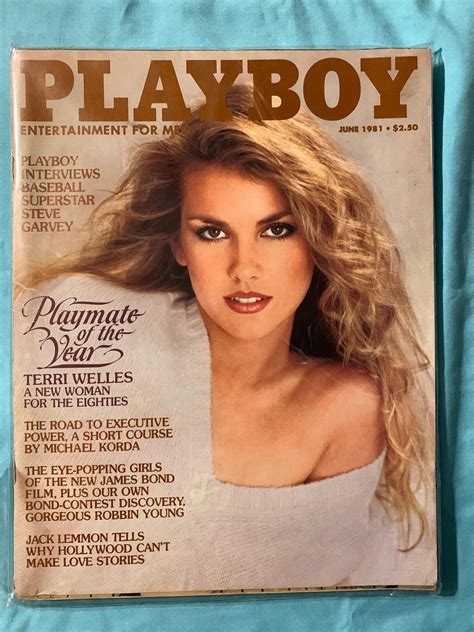 PLAYBOY
ENTERTAINMENT FOR ME
JUNE 1981 • $2.50
PLAYBOY
INTERVIEWS
BASEBALL
SUPERSTAR
STEVE
GARVEY
Playmate
of the
Year
TERRI WELLES
A NEW WOMAN
FOR THE EIGHTIES
THE ROAD TO EXECUTIVE
POWER, A SHORT COURSE
BY MICHAEL KORDA
THE EYE-POPPING GIRLS
OF THE NEW JAMES BOND
FILM, PLUS OUR OWN
BOND-CONTEST DISCOVERY,
GORGEOUS ROBBIN YOUNG
JACK LEMMON TELLS
WHY HOLLYWOOD CAN'T
MAKE LOVE STORIES